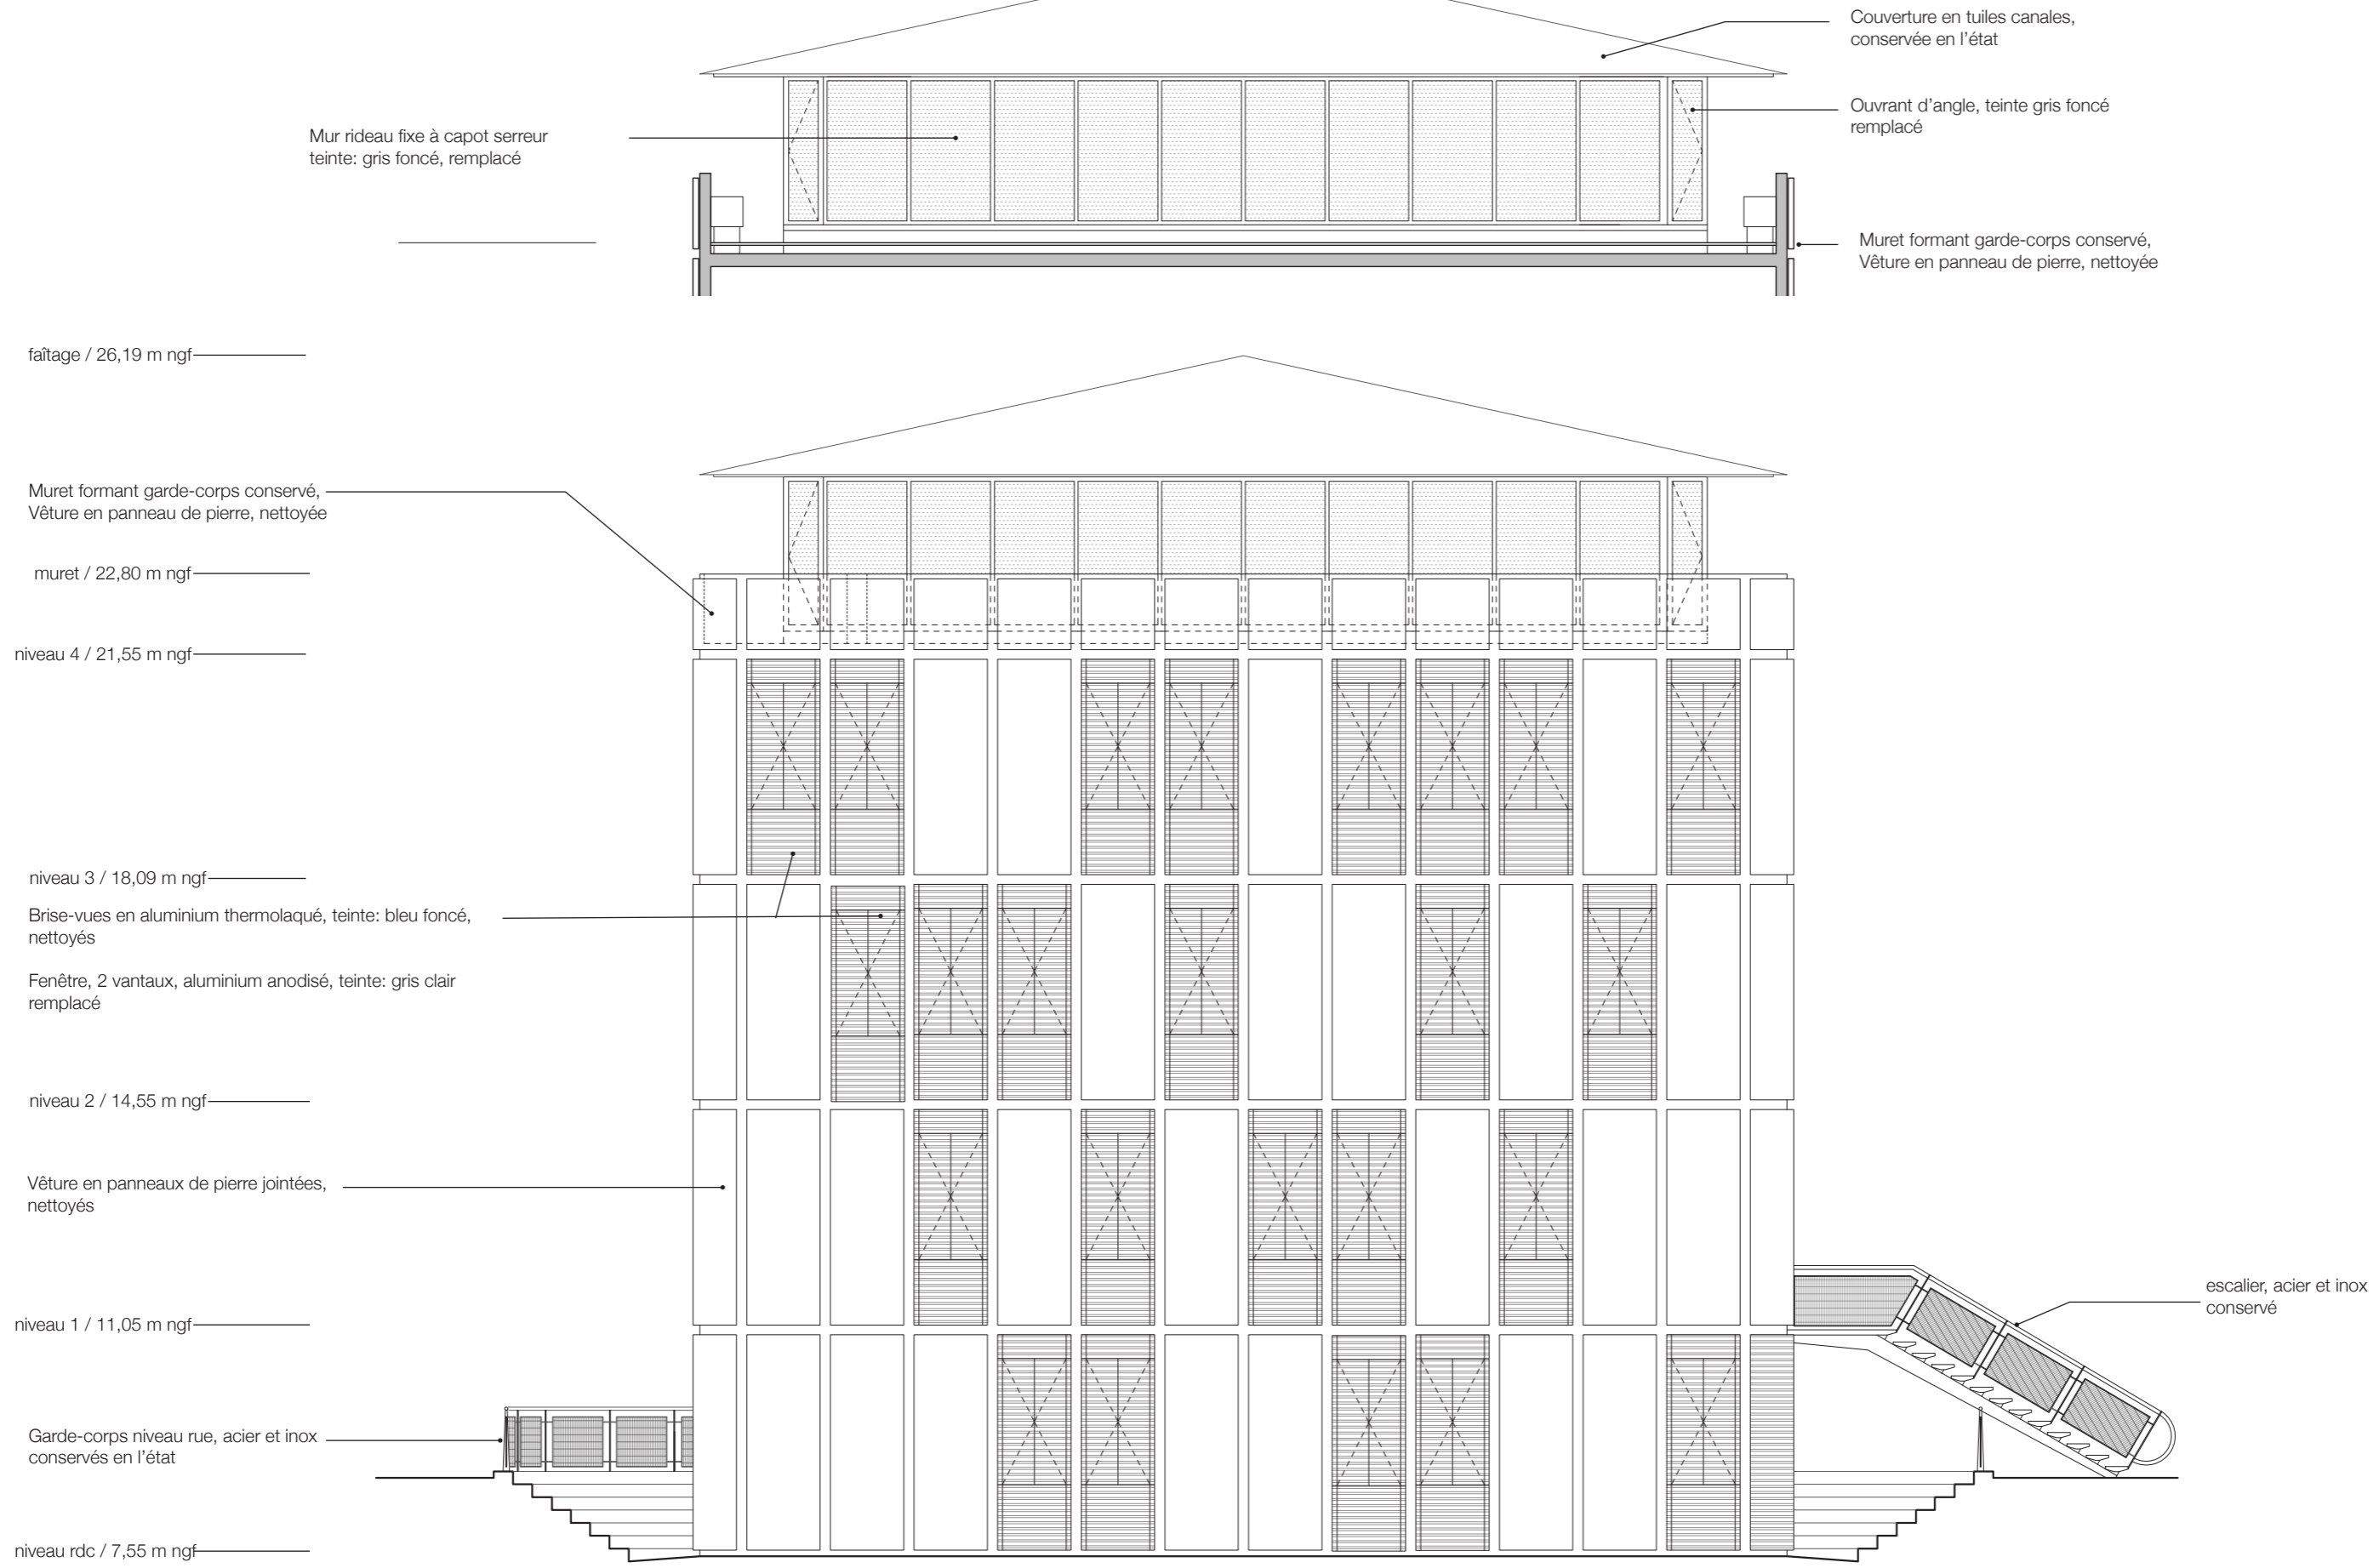 Couverture en tuiles canales,
conservée en l'état
Ouvrant d'angle, teinte gris foncé
remplacé
Mur rideau fixe à capot serreur
teinte: gris foncé, remplacé
Muret formant garde-corps conservé,
Vêture en panneau de pierre, nettoyée
faîtage / 26,19 m ngf
Muret formant garde-corps conservé,
Vêture en panneau de pierre, nettoyée
muret / 22,80 m ngf
niveau 4 / 21,55 m ngf
niveau 3 / 18,09 m ngf
Brise-vues en aluminium thermolaqué, teinte: bleu foncé,
nettoyés
Fenêtre, 2 vantaux, aluminium anodisé, teinte: gris clair
remplacé
niveau 2 / 14,55 m ngf
Vêture en panneaux de pierre jointées,
nettoyés
escalier, acier et inox
conservé
niveau 1 / 11,05 m ngf
Garde-corps niveau rue, acier et inox
conservés en l'état
niveau rdc / 7,55 m ngf